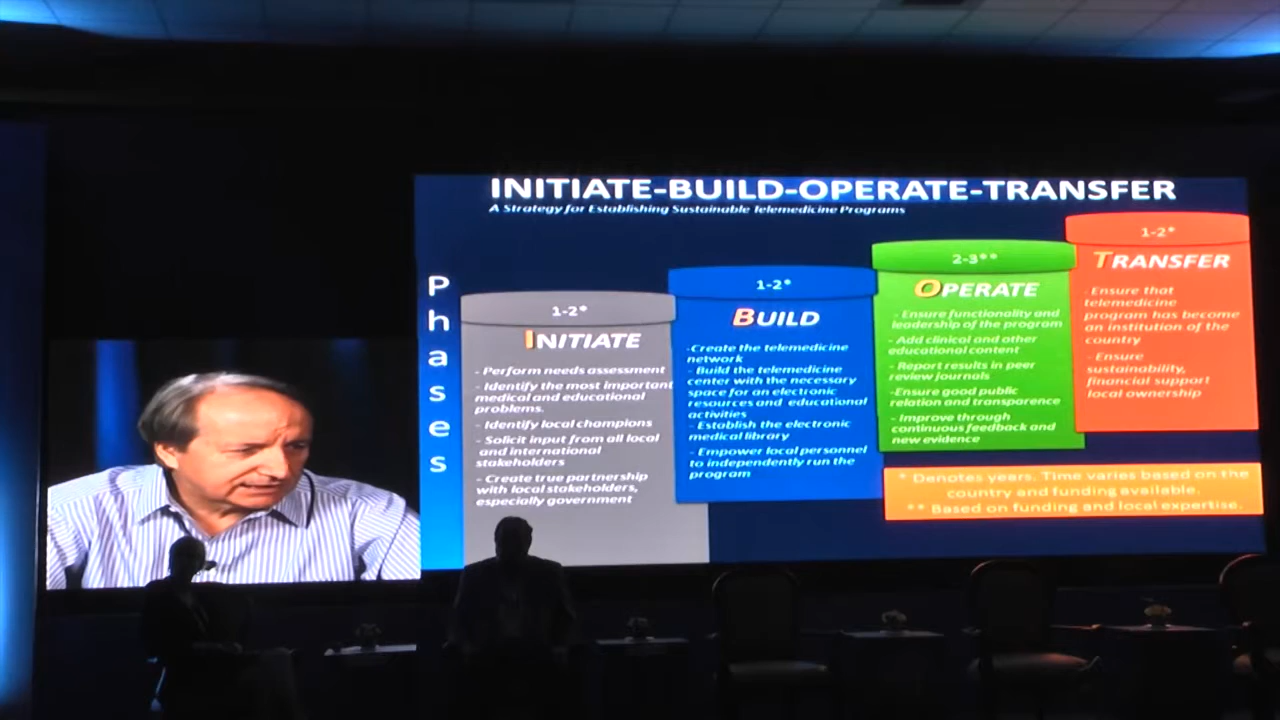 INITIATE-BUILD-OPERATE-TRANSFER
A Strategy for Establishing Sustainable Telemedicine Programs
Phases
1-2*
INITIATE
- Perform needs assessment
- Identify the most important
medical and educational
problems.
- Identify local champions
- Solicit input from all local
and international
stakeholders
- Create true partnership
with local stakeholders,
especially government
1-2*
BUILD
-Create the telemedicine
network
- Build the telemedicine
center with the necessary
space for an electronic
resources and educational
activities
- Establish the electronic
medical library
- Empower local personnel
to independently run the
program
2-3**
OPERATE
- Ensure functionality and
leadership of the program
- Add clinical and other
educational content
- Report results in peer
review journals
-Ensure good public
relation and transparence
- Improve through
continuous feedback and
new evidence
1-2*
TRANSFER
- Ensure that
telemedicine
program has become
an institution of the
country
- Ensure
sustainability,
financial support
local ownership
* Denotes years. Time varies based on the
country and funding available.
** Based on funding and local expertise.